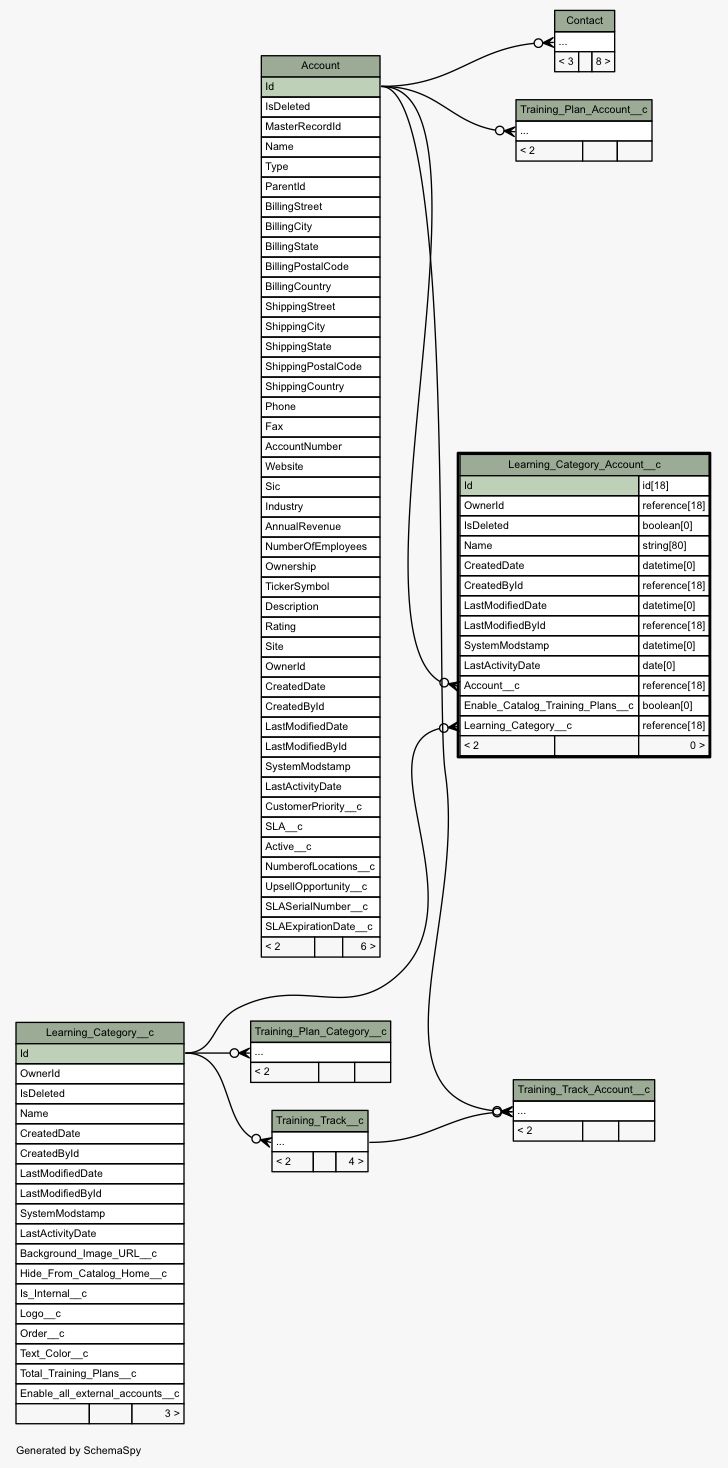 Contact
...
< 3 8 >
Account
Id
IsDeleted
MasterRecordId
Name
Type
ParentId
BillingStreet
BillingCity
BillingState
BillingPostalCode
BillingCountry
ShippingStreet
ShippingCity
ShippingState
ShippingPostalCode
ShippingCountry
Phone
Fax
AccountNumber
Website
Sic
Industry
AnnualRevenue
NumberOfEmployees
Ownership
TickerSymbol
Description
Rating
Site
OwnerId
CreatedDate
CreatedById
LastModifiedDate
LastModifiedById
SystemModstamp
LastActivityDate
CustomerPriority__c
SLA__c
Active__c
NumberofLocations__c
UpsellOpportunity__c
SLASerialNumber__c
SLAExpirationDate__c
< 2 6 >
Training_Plan_Account__c
...
< 2
Learning_Category_Account__c
Id id[18]
OwnerId reference[18]
IsDeleted boolean[0]
Name string[80]
CreatedDate datetime[0]
CreatedById reference[18]
LastModifiedDate datetime[0]
LastModifiedById reference[18]
SystemModstamp datetime[0]
LastActivityDate date[0]
Account__c reference[18]
Enable_Catalog_Training_Plans__c boolean[0]
Learning_Category__c reference[18]
< 2 0 >
Learning_Category__c
Id
OwnerId
IsDeleted
Name
CreatedDate
CreatedById
LastModifiedDate
LastModifiedById
SystemModstamp
LastActivityDate
Background_Image_URL__c
Hide_From_Catalog_Home__c
Is_Internal__c
Logo__c
Order__c
Text_Color__c
Total_Training_Plans__c
Enable_all_external_accounts__c
3 >
Training_Plan_Category__c
...
< 2
Training_Track__c
...
< 2 4 >
Training_Track_Account__c
...
< 2
Generated by SchemaSpy